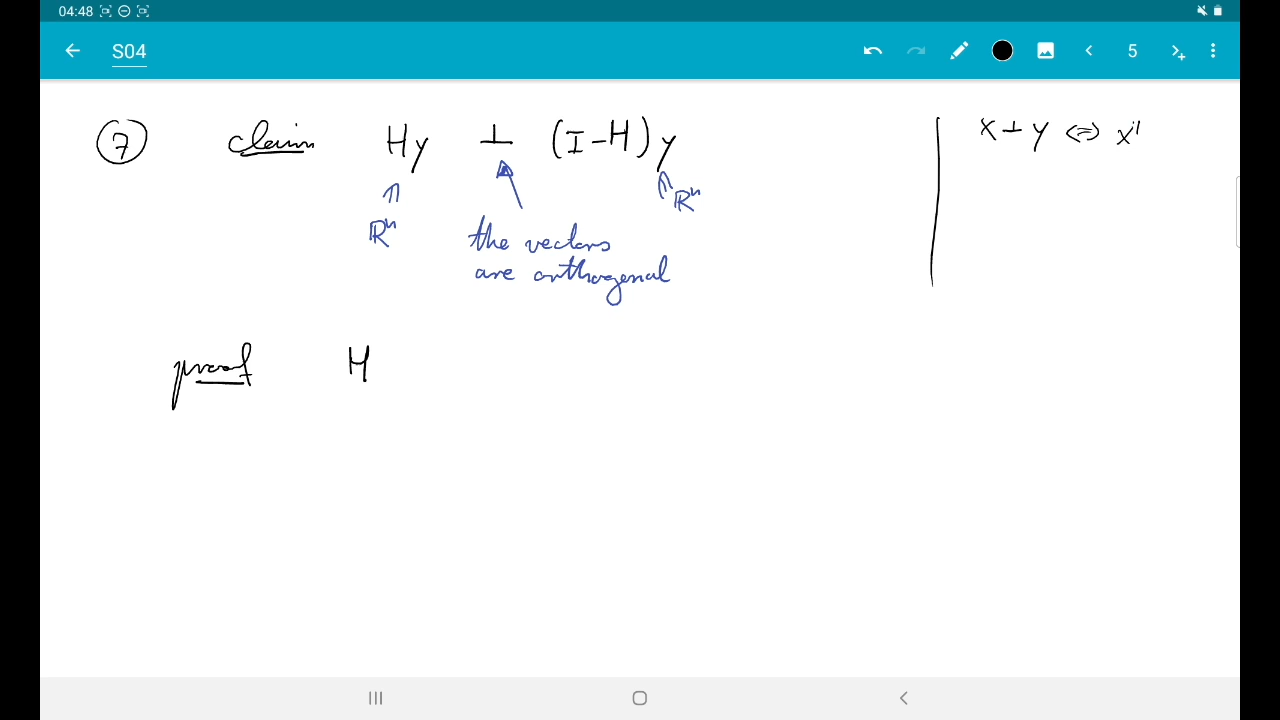 04:48
S04
5
⑦ claim Hy ⊥ (I-H)y
x ⊥ y ⇔ x
ℝⁿ
ℝⁿ
the vectors
are orthogonal
proof H